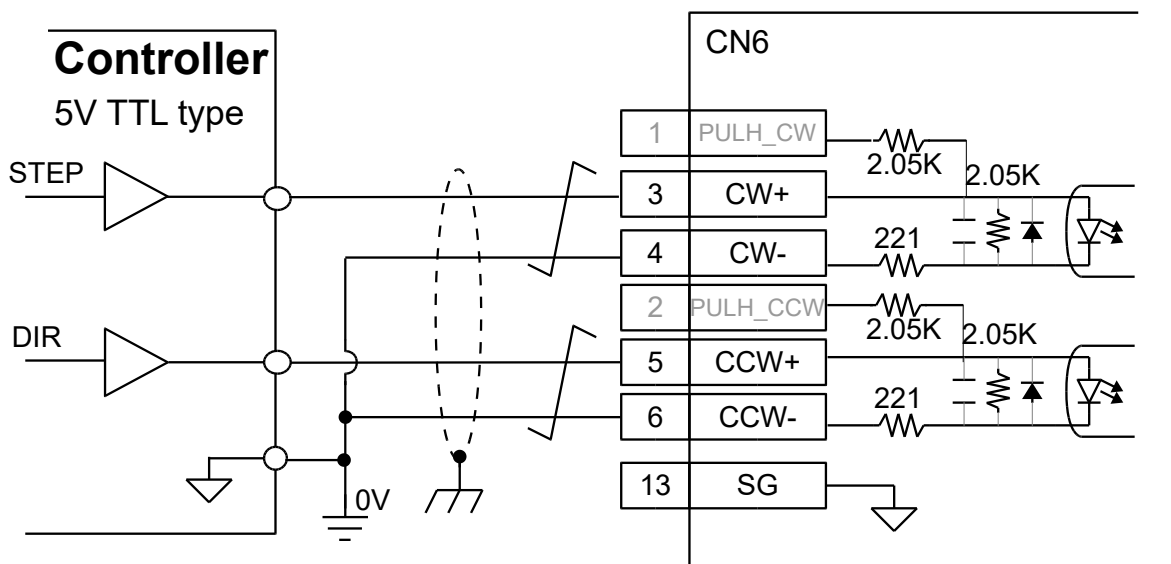 Controller
5V TTL type
STEP
DIR
0V
CN6
1 PULH_CW
2.05K
2.05K
3 CW+
4 CW-
221
2 PULH_CCW
2.05K
2.05K
5 CCW+
6 CCW-
221
13 SG